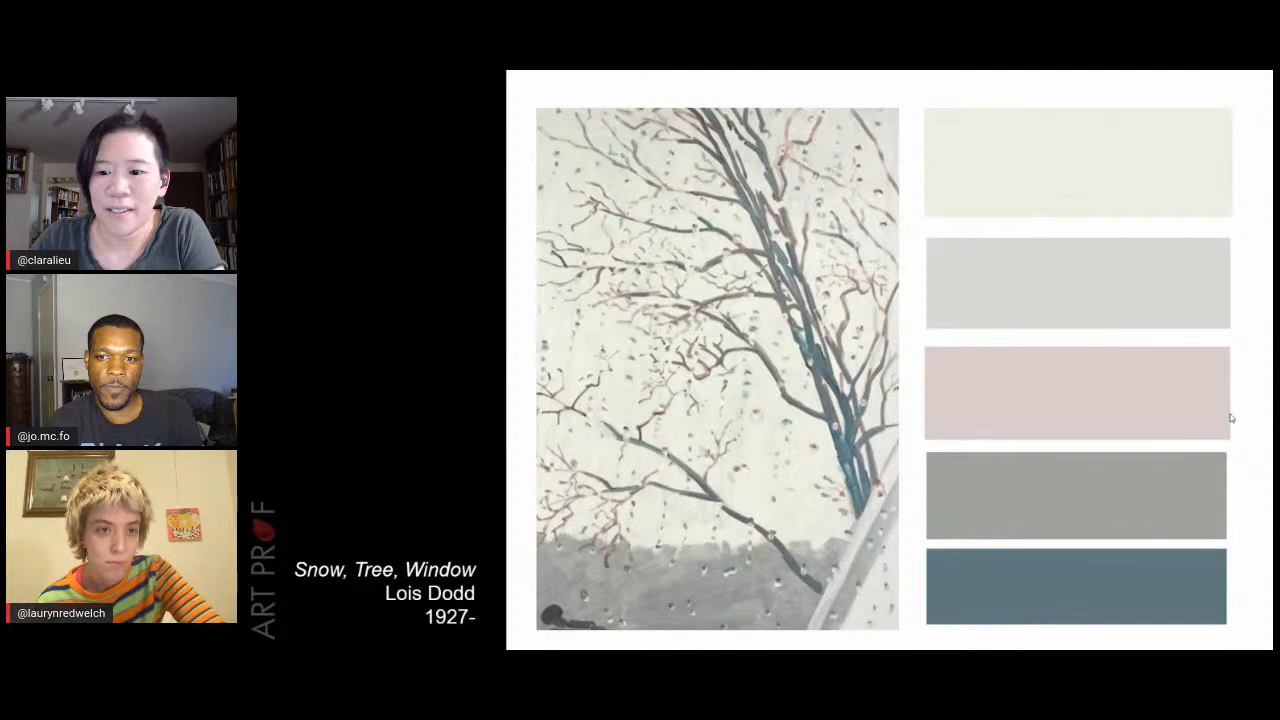 @claralieu
@jo.mc.fo
@laurynredwelch
ART PROF
Snow, Tree, Window
Lois Dodd
1927-